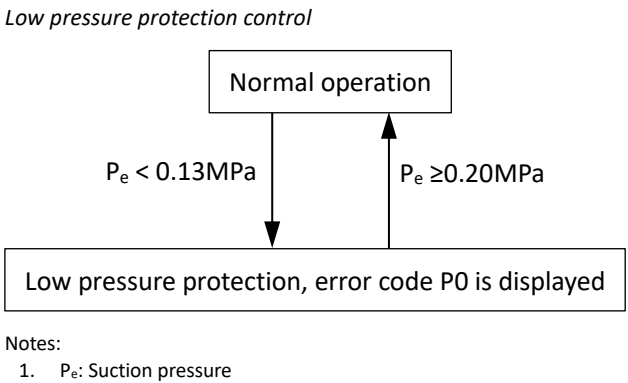 Low pressure protection control
Normal operation
Pₑ < 0.13MPa
Pₑ ≥0.20MPa
Low pressure protection, error code P0 is displayed
Notes:
1. Pₑ: Suction pressure